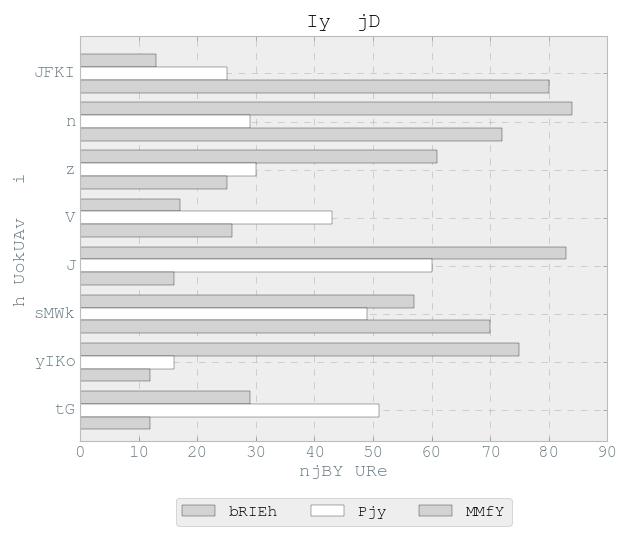 Iy  jD
JFKI
n
z
V
J
sMWk
yIKo
tG
h UokUAv  i
0 10 20 30 40 50 60 70 80 90
njBY URe
bRIEh Pjy MMfY